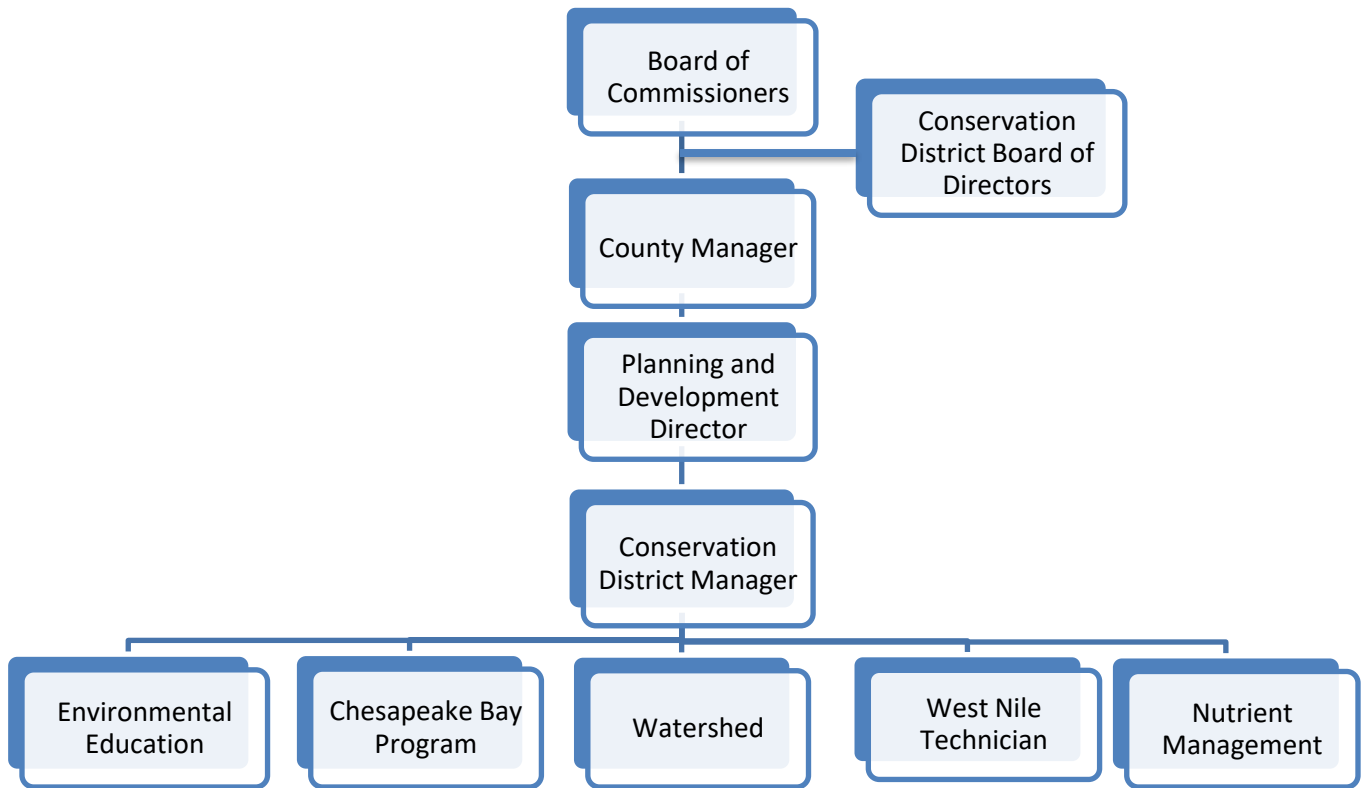 Board of
Commissioners
Conservation
District Board of
Directors
County Manager
Planning and
Development
Director
Conservation
District Manager
Environmental
Education
Chesapeake Bay
Program
Watershed
West Nile
Technician
Nutrient
Management